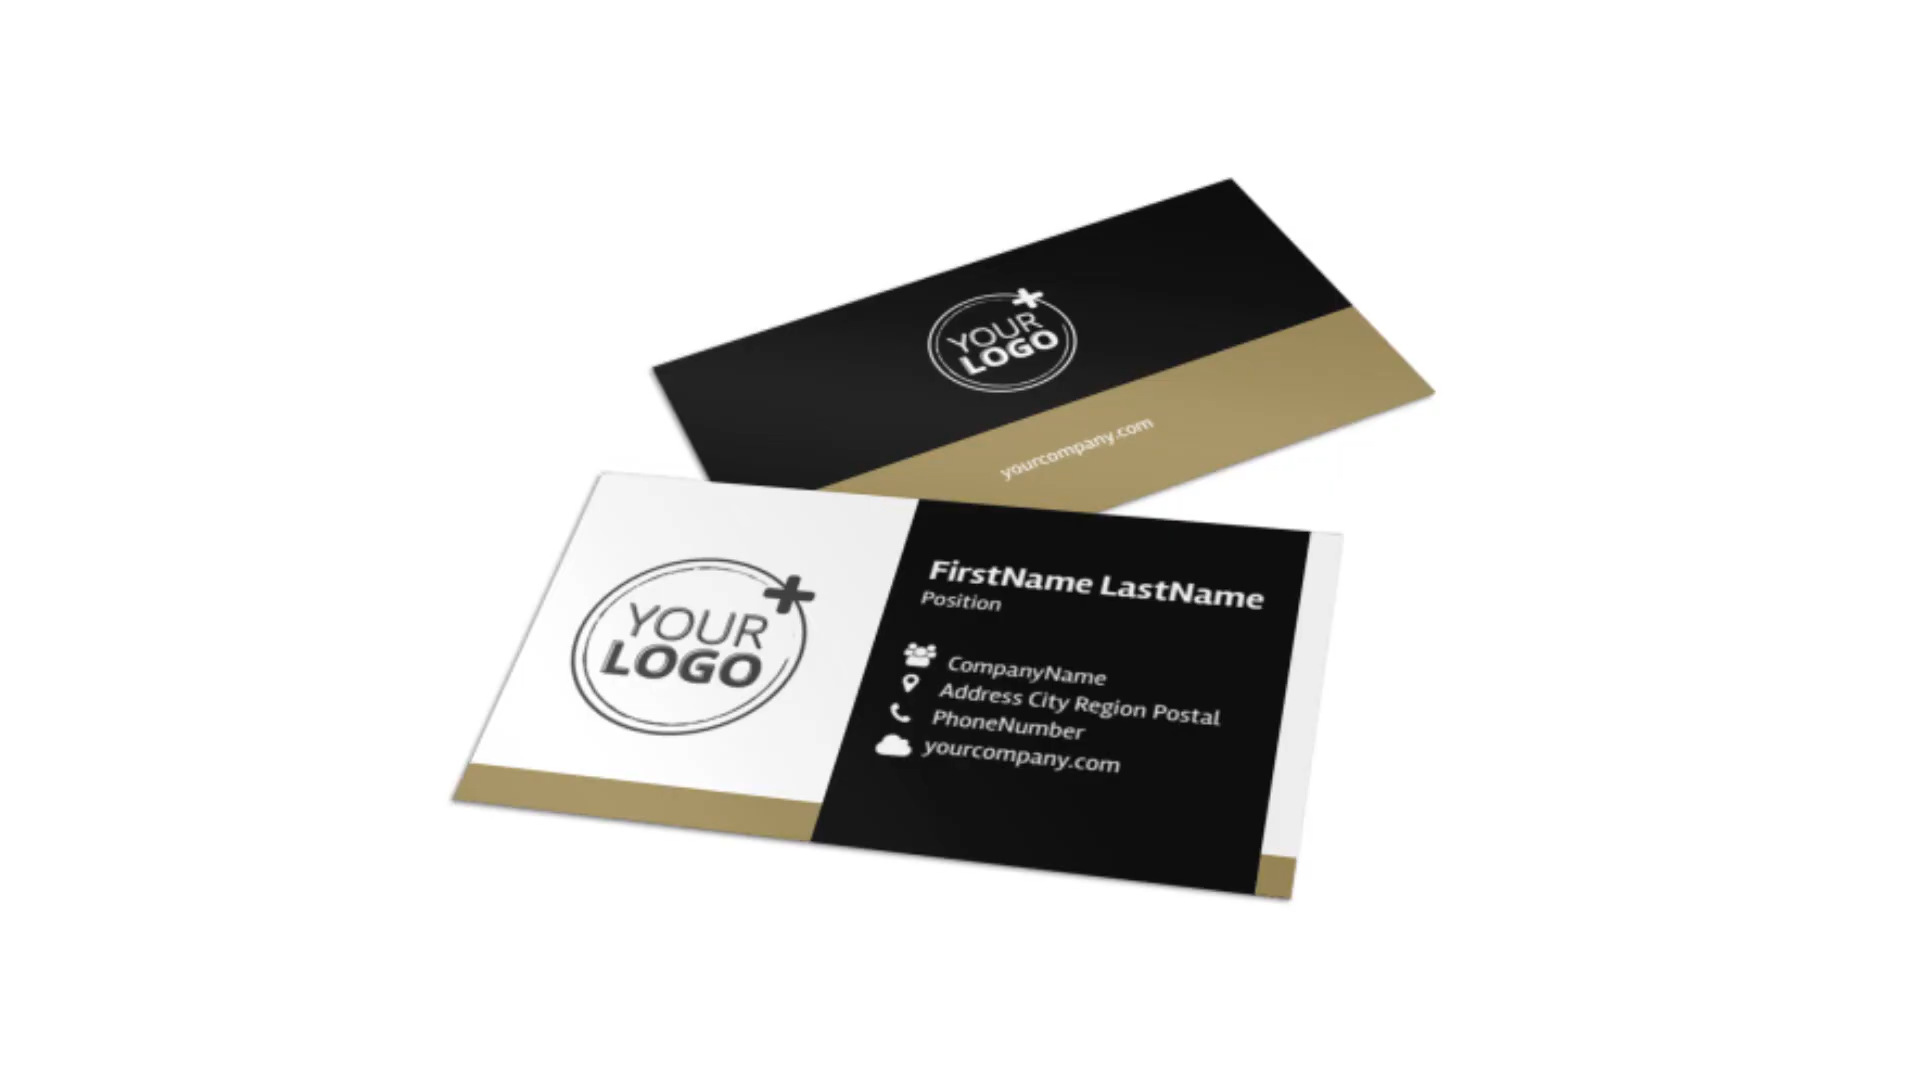 YOUR
LOGO
yourcompany.com
YOUR
LOGO
FirstName LastName
Position
CompanyName
Address City Region Postal
PhoneNumber
yourcompany.com